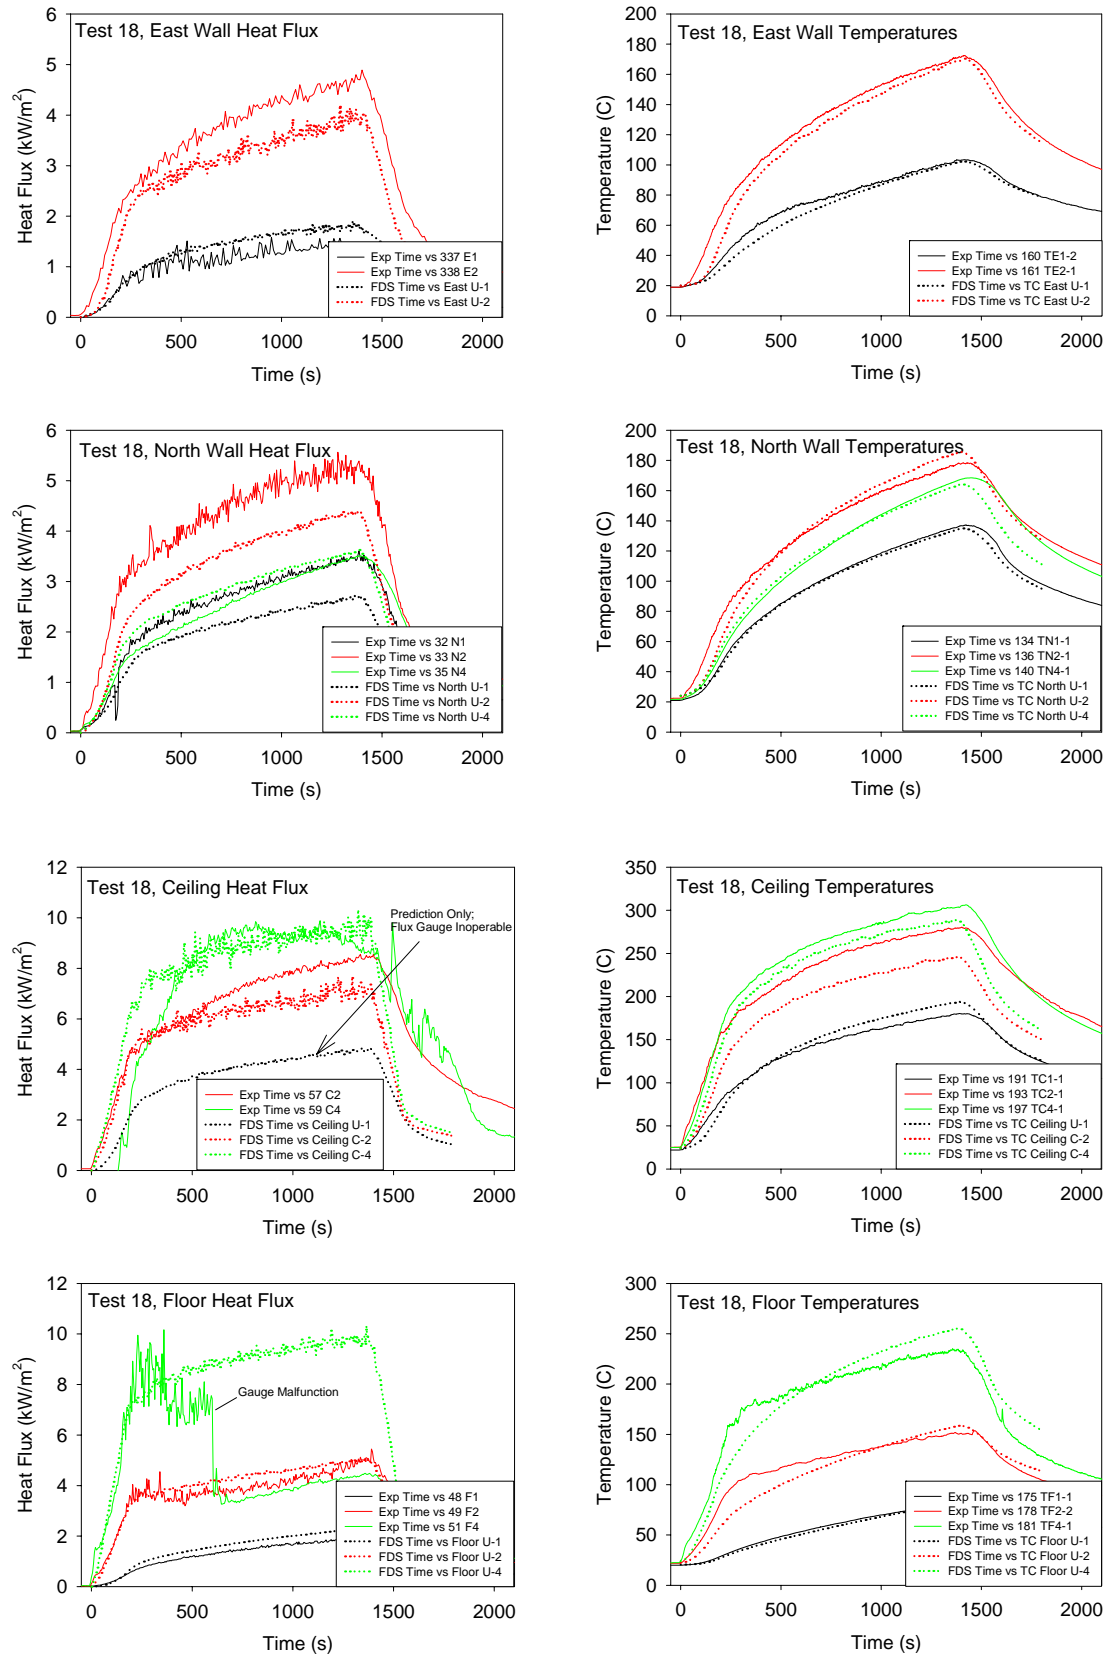 Test 18, East Wall Heat Flux
Heat Flux (kW/m²)
6
5
4
3
2
1
0
Exp Time vs 337 E1
Exp Time vs 338 E2
FDS Time vs East U-1
FDS Time vs East U-2
0 500 1000 1500 2000
Time (s)
Test 18, East Wall Temperatures
Temperature (C)
200
180
160
140
120
100
80
60
40
20
0
Exp Time vs 160 TE1-2
Exp Time vs 161 TE2-1
FDS Time vs TC East U-1
FDS Time vs TC East U-2
0 500 1000 1500 2000
Time (s)
Test 18, North Wall Heat Flux
Heat Flux (kW/m²)
6
5
4
3
2
1
0
Exp Time vs 32 N1
Exp Time vs 33 N2
Exp Time vs 35 N4
FDS Time vs North U-1
FDS Time vs North U-2
FDS Time vs North U-4
0 500 1000 1500 2000
Time (s)
Test 18, North Wall Temperatures
Temperature (C)
200
180
160
140
120
100
80
60
40
20
0
Exp Time vs 134 TN1-1
Exp Time vs 136 TN2-1
Exp Time vs 140 TN4-1
FDS Time vs TC North U-1
FDS Time vs TC North U-2
FDS Time vs TC North U-4
0 500 1000 1500 2000
Time (s)
Test 18, Ceiling Heat Flux
Heat Flux (kW/m²)
12
10
8
6
4
2
0
Prediction Only;
Flux Gauge Inoperable
Exp Time vs 57 C2
Exp Time vs 59 C4
FDS Time vs Ceiling U-1
FDS Time vs Ceiling C-2
FDS Time vs Ceiling C-4
0 500 1000 1500 2000
Time (s)
Test 18, Ceiling Temperatures
Temperature (C)
350
300
250
200
150
100
50
0
Exp Time vs 191 TC1-1
Exp Time vs 193 TC2-1
Exp Time vs 197 TC4-1
FDS Time vs TC Ceiling U-1
FDS Time vs TC Ceiling C-2
FDS Time vs TC Ceiling C-4
0 500 1000 1500 2000
Time (s)
Test 18, Floor Heat Flux
Heat Flux (kW/m²)
12
10
8
6
4
2
0
Gauge Malfunction
Exp Time vs 48 F1
Exp Time vs 49 F2
Exp Time vs 51 F4
FDS Time vs Floor U-1
FDS Time vs Floor U-2
FDS Time vs Floor U-4
0 500 1000 1500 2000
Time (s)
Test 18, Floor Temperatures
Temperature (C)
300
250
200
150
100
50
0
Exp Time vs 175 TF1-1
Exp Time vs 178 TF2-2
Exp Time vs 181 TF4-1
FDS Time vs TC Floor U-1
FDS Time vs TC Floor U-2
FDS Time vs TC Floor U-4
0 500 1000 1500 2000
Time (s)